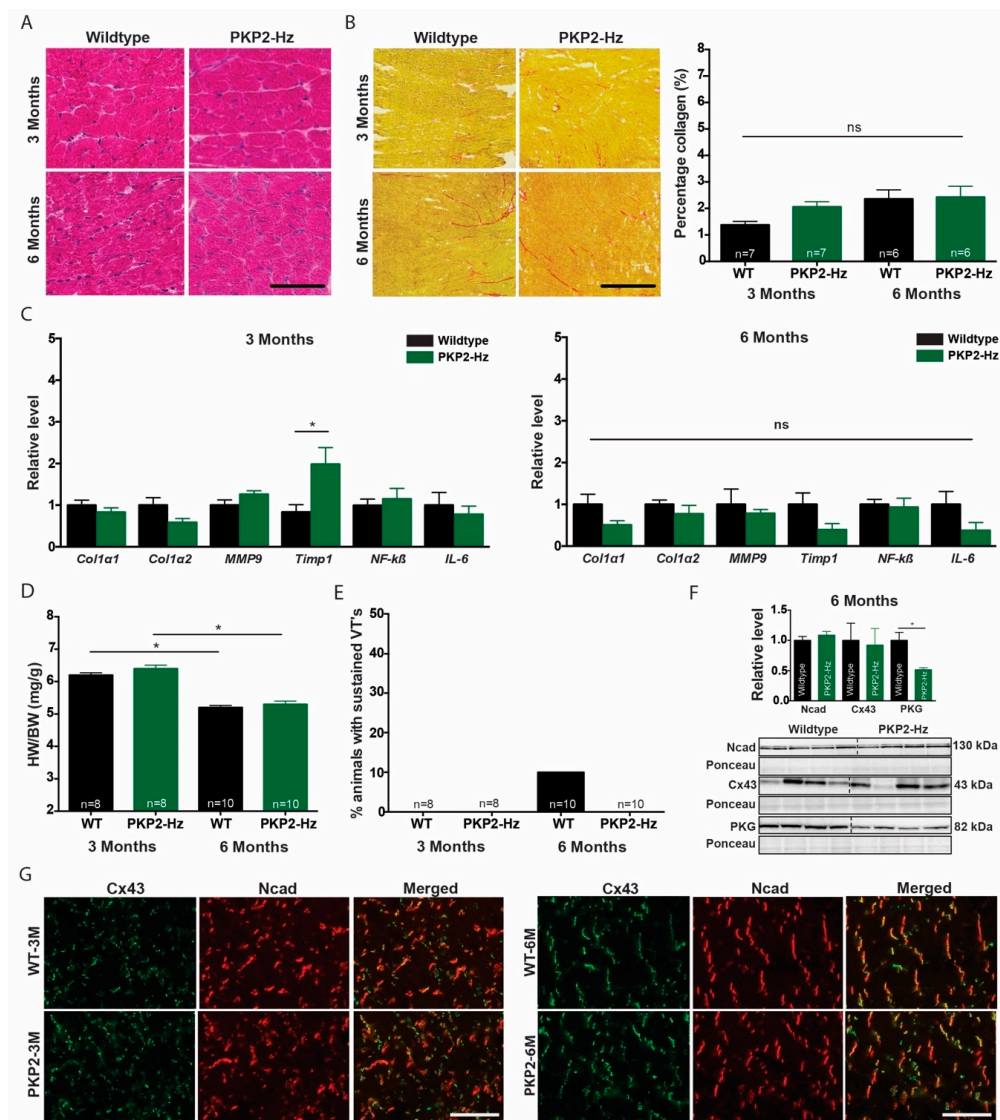 A
Wildtype PKP2-Hz
3 Months
6 Months
B
Wildtype PKP2-Hz
3 Months
6 Months
Percentage collagen (%)
8
7
6
5
4
3
2
1
0
ns
n=7 n=7 n=6 n=6
WT PKP2-Hz WT PKP2-Hz
3 Months 6 Months
C
3 Months
Wildtype
PKP2-Hz
Relative level
5
4
3
2
1
0
*
Col1α1 Col1α2 MMP9 Timp1 NF-kß IL-6
6 Months
Wildtype
PKP2-Hz
Relative level
5
4
3
2
1
0
ns
Col1α1 Col1α2 MMP9 Timp1 NF-kß IL-6
D
HW/BW (mg/g)
8
7
6
5
4
3
2
*
*
n=8 n=8 n=10 n=10
WT PKP2-Hz WT PKP2-Hz
3 Months 6 Months
E
% animals with sustained VT's
50
40
30
20
10
0
n=8 n=8 n=10 n=10
WT PKP2-Hz WT PKP2-Hz
3 Months 6 Months
F
6 Months
Relative level
1.5
1.0
0.5
0.0
*
Wildtype PKP2-Hz Wildtype PKP2-Hz Wildtype PKP2-Hz
Ncad Cx43 PKG
Wildtype PKP2-Hz
Ncad 130 kDa
Ponceau
Cx43 43 kDa
Ponceau
PKG 82 kDa
Ponceau
G
Cx43 Ncad Merged
WT-3M
PKP2-3M
Cx43 Ncad Merged
WT-6M
PKP2-6M